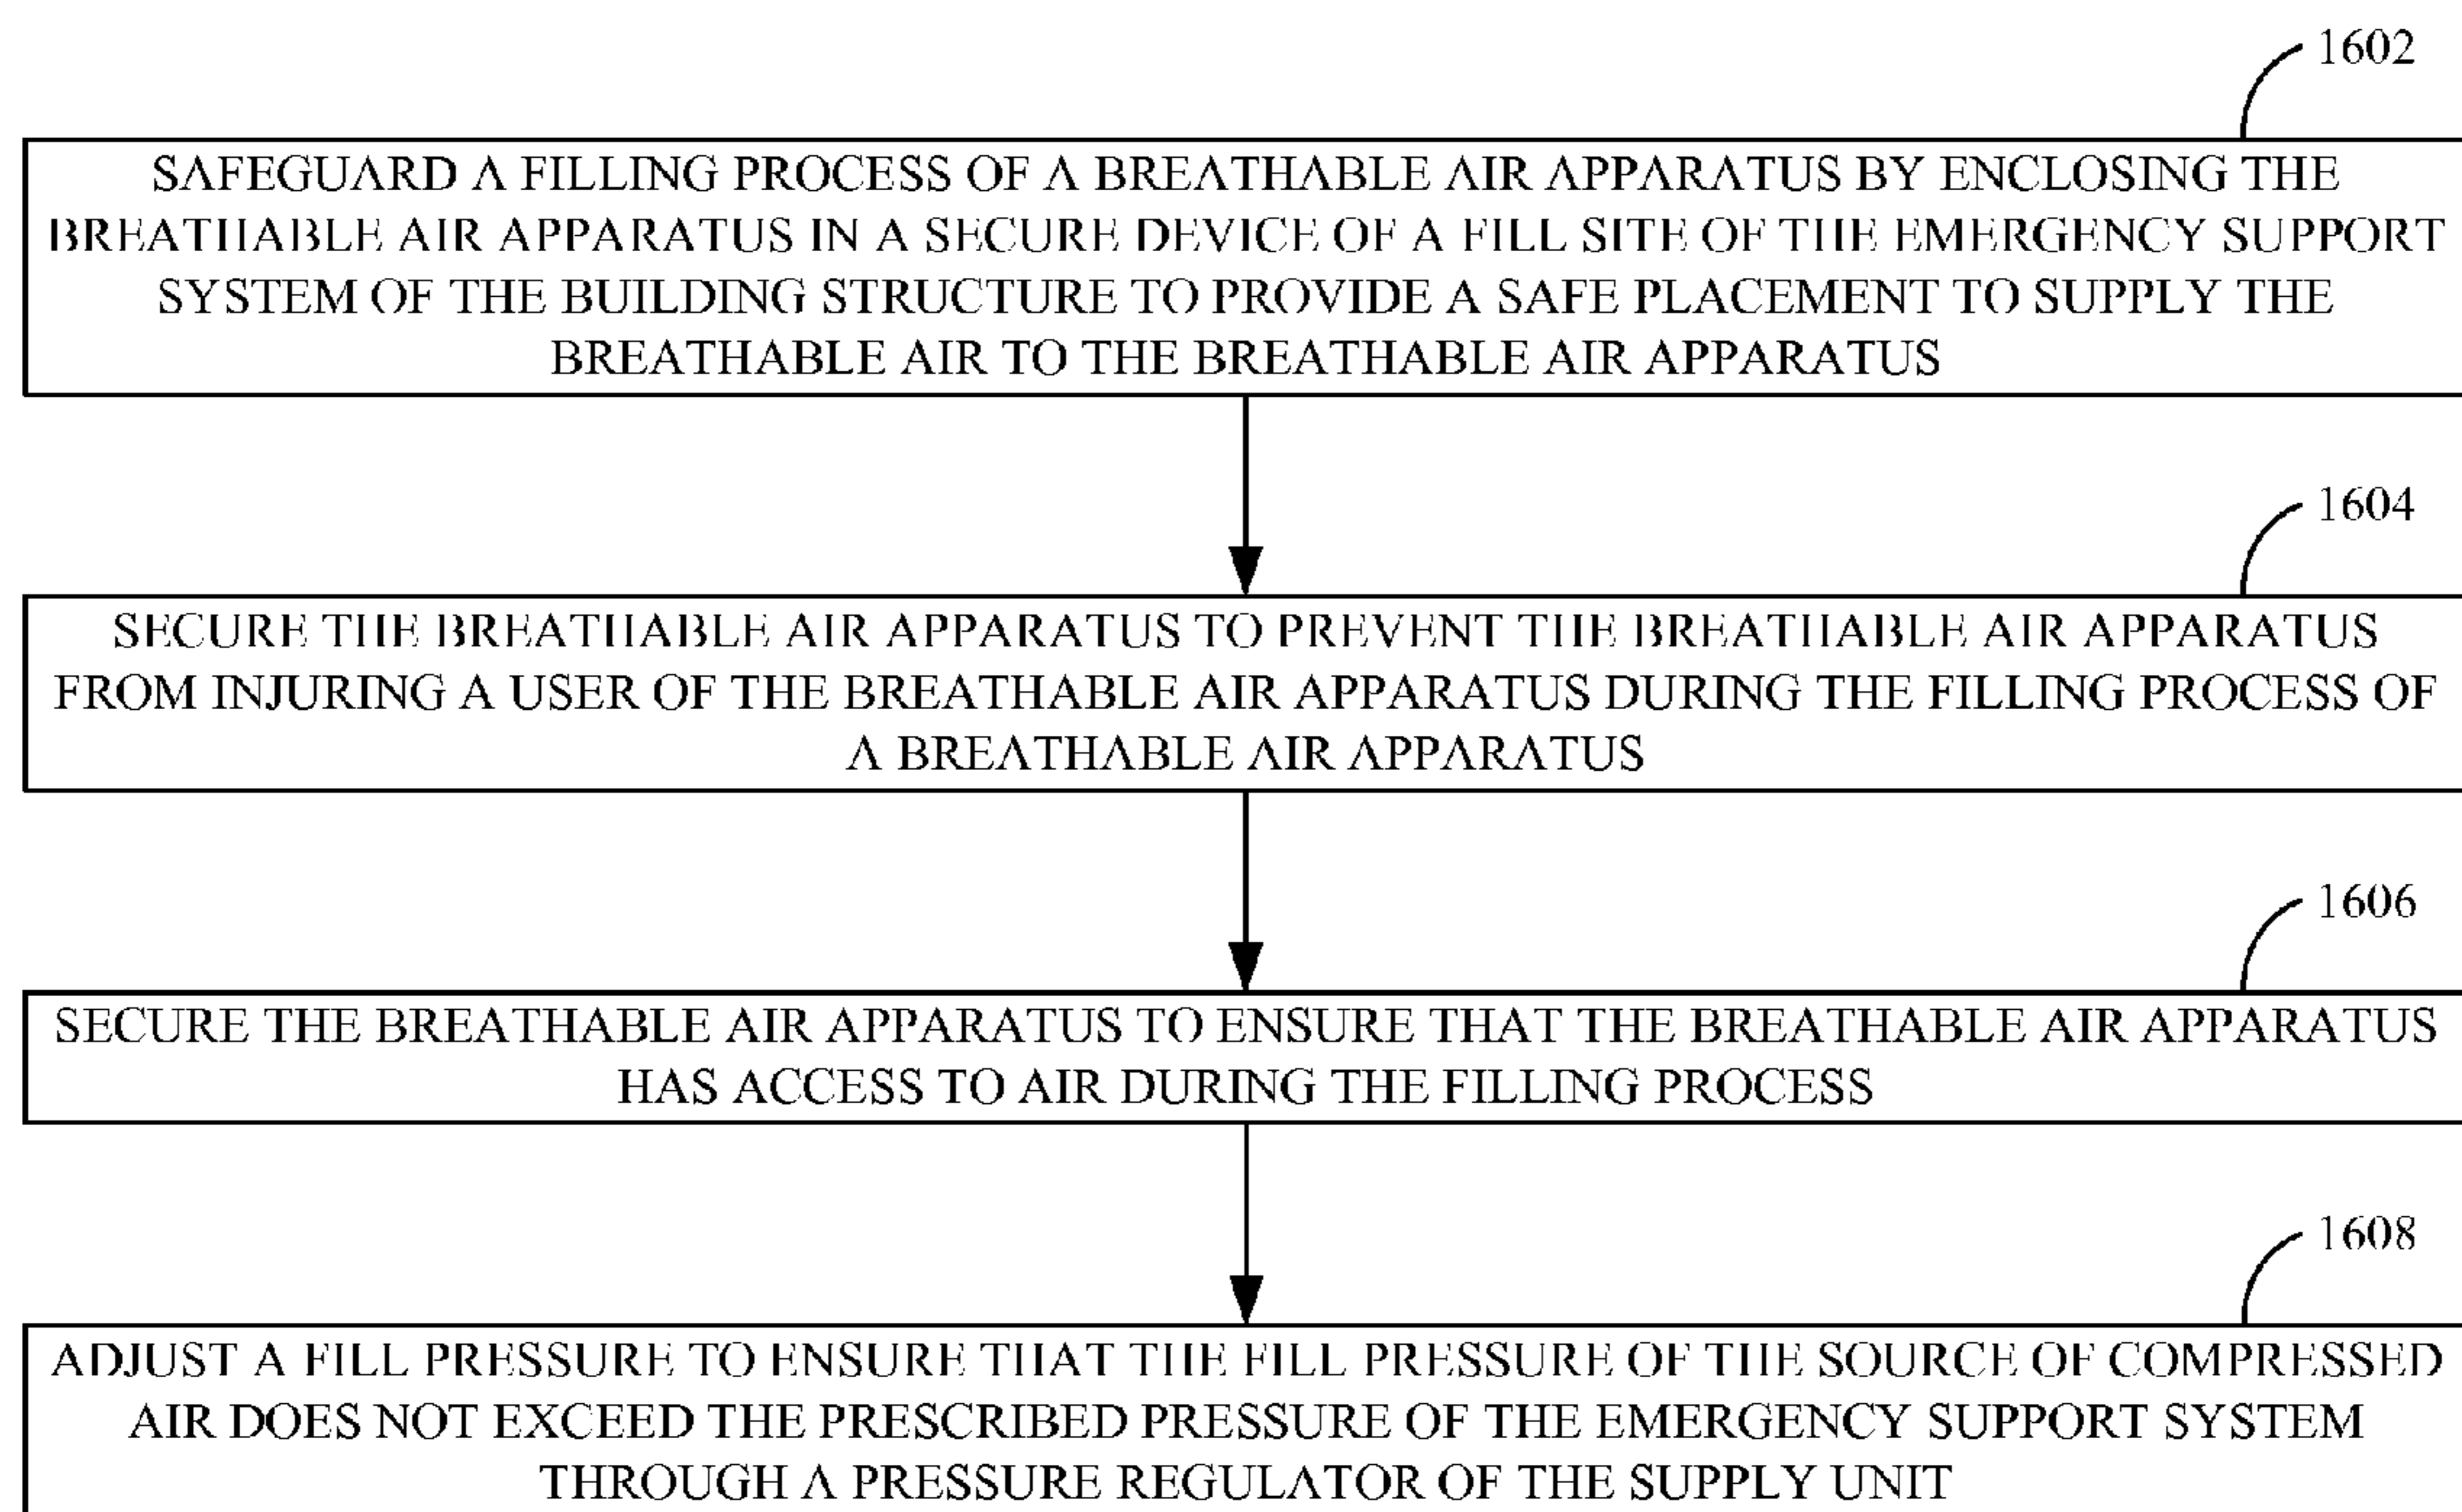 1602
SAFEGUARD A FILLING PROCESS OF A BREATHABLE AIR APPARATUS BY ENCLOSING THE
BREATHABLE AIR APPARATUS IN A SECURE DEVICE OF A FILL SITE OF THE EMERGENCY SUPPORT
SYSTEM OF THE BUILDING STRUCTURE TO PROVIDE A SAFE PLACEMENT TO SUPPLY THE
BREATHABLE AIR TO THE BREATHABLE AIR APPARATUS
1604
SECURE THE BREATHABLE AIR APPARATUS TO PREVENT THE BREATHABLE AIR APPARATUS
FROM INJURING A USER OF THE BREATHABLE AIR APPARATUS DURING THE FILLING PROCESS OF
A BREATHABLE AIR APPARATUS
1606
SECURE THE BREATHABLE AIR APPARATUS TO ENSURE THAT THE BREATHABLE AIR APPARATUS
HAS ACCESS TO AIR DURING THE FILLING PROCESS
1608
ADJUST A FILL PRESSURE TO ENSURE THAT THE FILL PRESSURE OF THE SOURCE OF COMPRESSED
AIR DOES NOT EXCEED THE PRESCRIBED PRESSURE OF THE EMERGENCY SUPPORT SYSTEM
THROUGH A PRESSURE REGULATOR OF THE SUPPLY UNIT